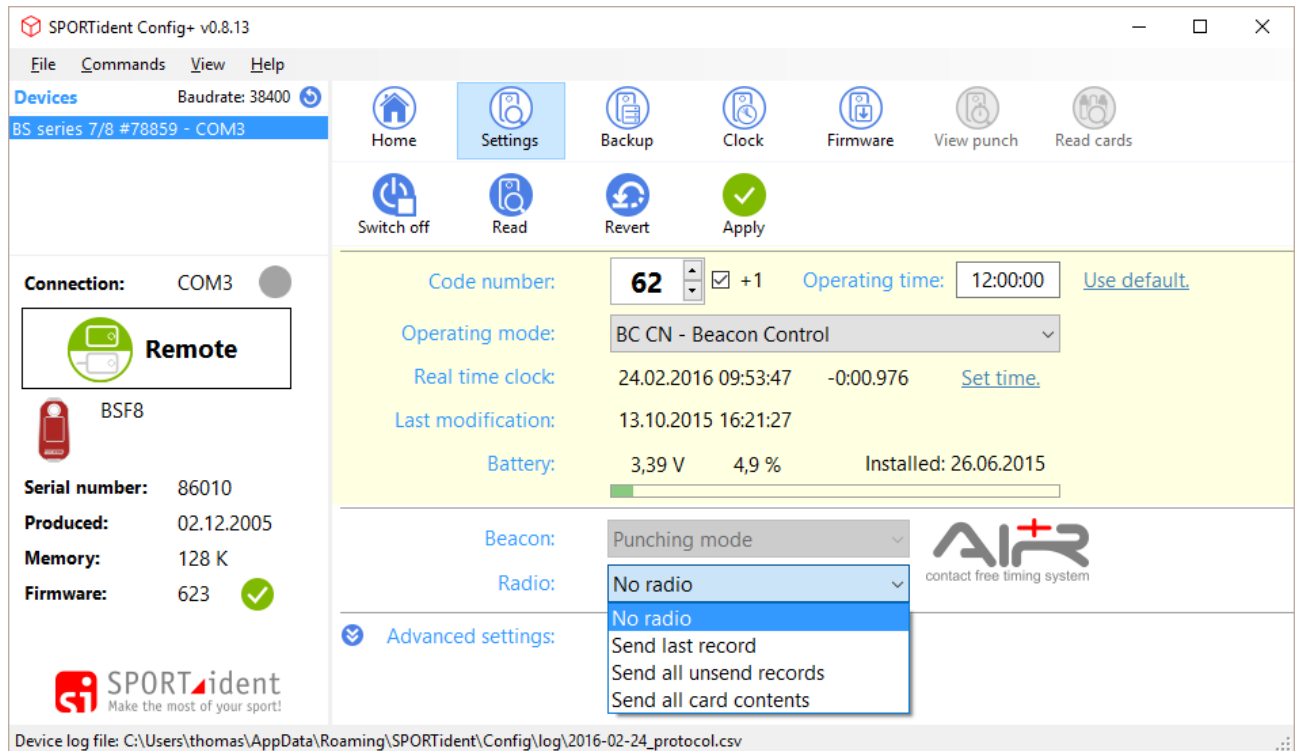 SPORTident Config+ v0.8.13
File Commands View Help
Devices Baudrate: 38400
BS series 7/8 #78859 - COM3
Home Settings Backup Clock Firmware View punch Read cards
Switch off Read Revert Apply
Connection: COM3
Remote
BSF8
Serial number: 86010
Produced: 02.12.2005
Memory: 128 K
Firmware: 623
SPORTident
Make the most of your sport!
Code number: 62 +1 Operating time: 12:00:00 Use default.
Operating mode: BC CN - Beacon Control
Real time clock: 24.02.2016 09:53:47 -0:00.976 Set time.
Last modification: 13.10.2015 16:21:27
Battery: 3,39 V 4,9 % Installed: 26.06.2015
Beacon: Punching mode
AIR+
contact free timing system
Radio: No radio
No radio
Send last record
Send all unsend records
Send all card contents
Advanced settings:
Device log file: C:\Users\thomas\AppData\Roaming\SPORTident\Config\log\2016-02-24_protocol.csv